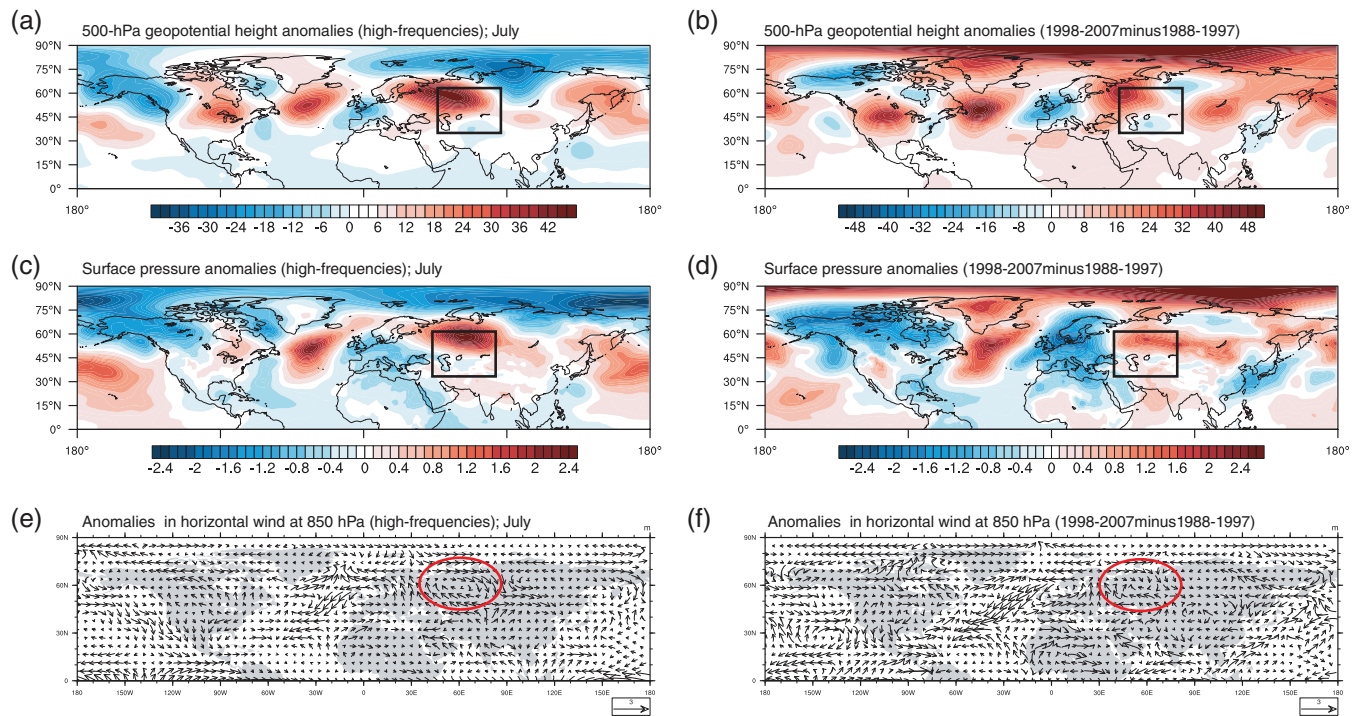 (a)
500-hPa geopotential height anomalies (high-frequencies); July
90°N
75°N
60°N
45°N
30°N
15°N
0°
180° 0° 180°
-36 -30 -24 -18 -12 -6 0 6 12 18 24 30 36 42
(b)
500-hPa geopotential height anomalies (1998-2007minus1988-1997)
90°N
75°N
60°N
45°N
30°N
15°N
0°
180° 0° 180°
-48 -40 -32 -24 -16 -8 0 8 16 24 32 40 48
(c)
Surface pressure anomalies (high-frequencies); July
90°N
75°N
60°N
45°N
30°N
15°N
0°
180° 0° 180°
-2.4 -2 -1.6 -1.2 -0.8 -0.4 0 0.4 0.8 1.2 1.6 2 2.4
(d)
Surface pressure anomalies (1998-2007minus1988-1997)
90°N
75°N
60°N
45°N
30°N
15°N
0°
180° 0° 180°
-2.4 -2 -1.6 -1.2 -0.8 -0.4 0 0.4 0.8 1.2 1.6 2 2.4
(e)
Anomalies in horizontal wind at 850 hPa (high-frequencies); July
m
90N
60N
30N
0
180 150W 120W 90W 60W 30W 0 30E 60E 90E 120E 150E 180
3
(f)
Anomalies in horizontal wind at 850 hPa (1998-2007minus1988-1997)
m
90N
60N
30N
0
180 150W 120W 90W 60W 30W 0 30E 60E 90E 120E 150E 180
3